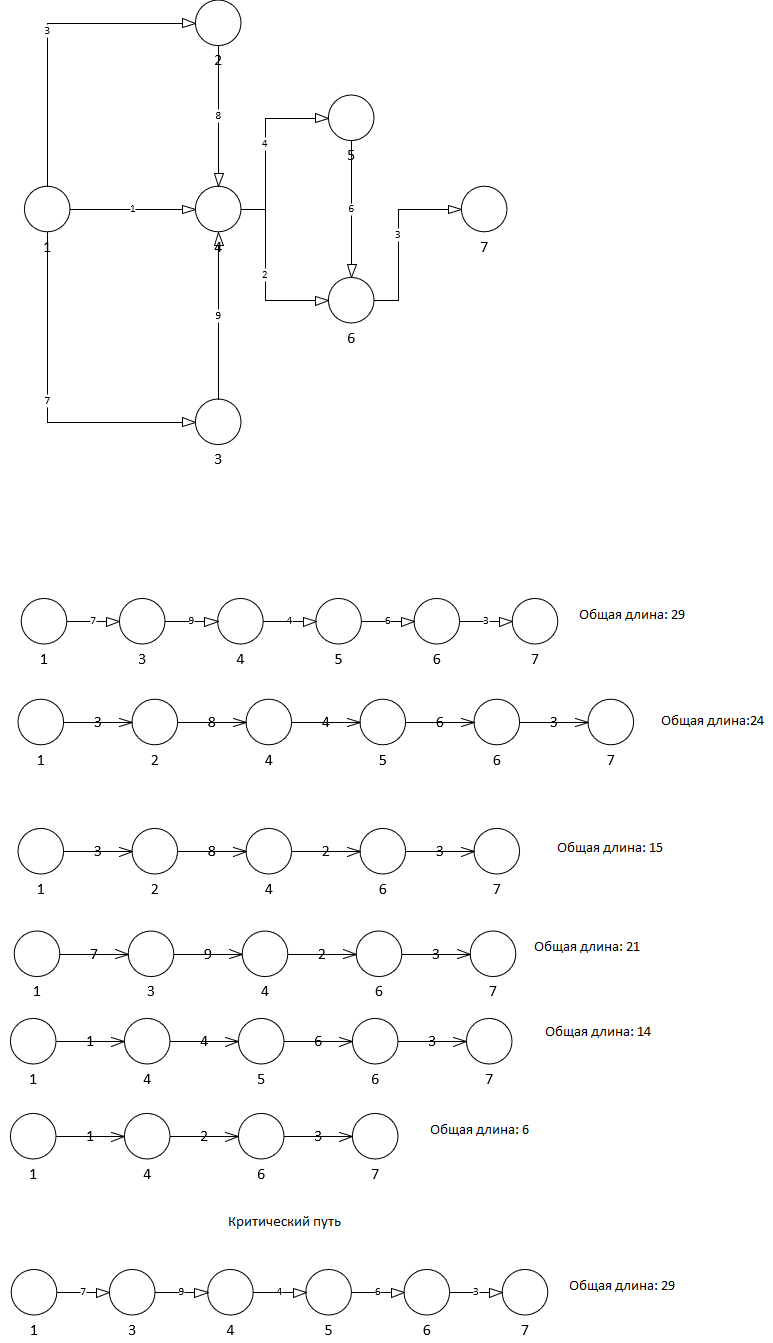 3
2
8
4
5
1
1
4
6
7
2
3
6
9
7
3
7 9 4 6 3 Общая длина: 29
1 3 4 5 6 7
3 8 4 6 3 Общая длина:24
1 2 4 5 6 7
3 8 2 3 Общая длина: 15
1 2 4 6 7
7 9 2 3 Общая длина: 21
1 3 4 6 7
1 4 6 3 Общая длина: 14
1 4 5 6 7
1 2 3 Общая длина: 6
1 4 6 7
Критический путь
7 9 4 6 3 Общая длина: 29
1 3 4 5 6 7